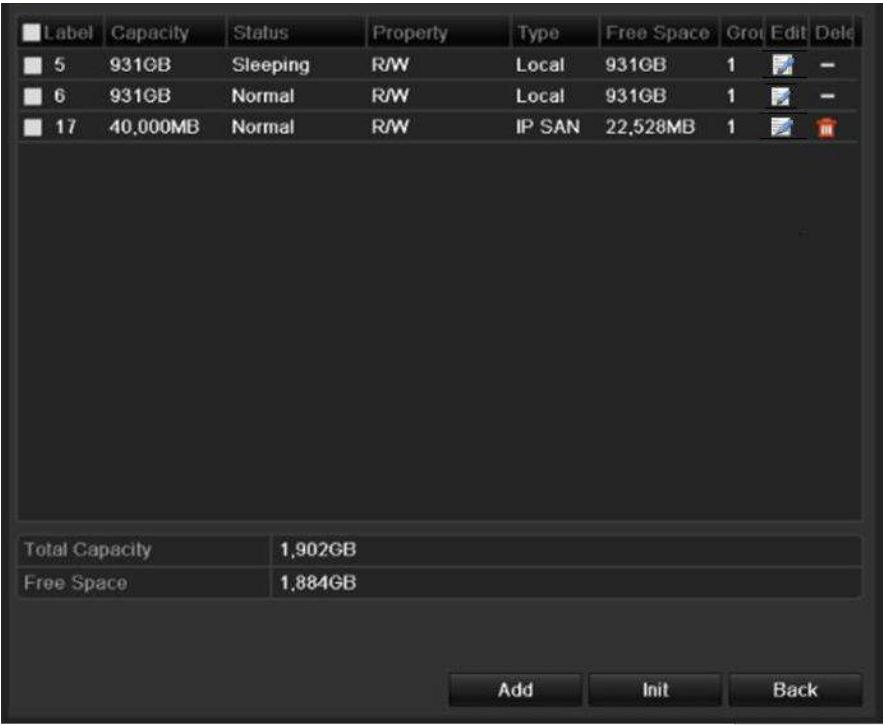 Label Capacity Status Property Type Free Space Grou Edit Dele
5 931GB Sleeping R/W Local 931GB 1 –
6 931GB Normal R/W Local 931GB 1 –
17 40,000MB Normal R/W IP SAN 22,528MB 1
Total Capacity 1,902GB
Free Space 1,884GB
Add Init Back